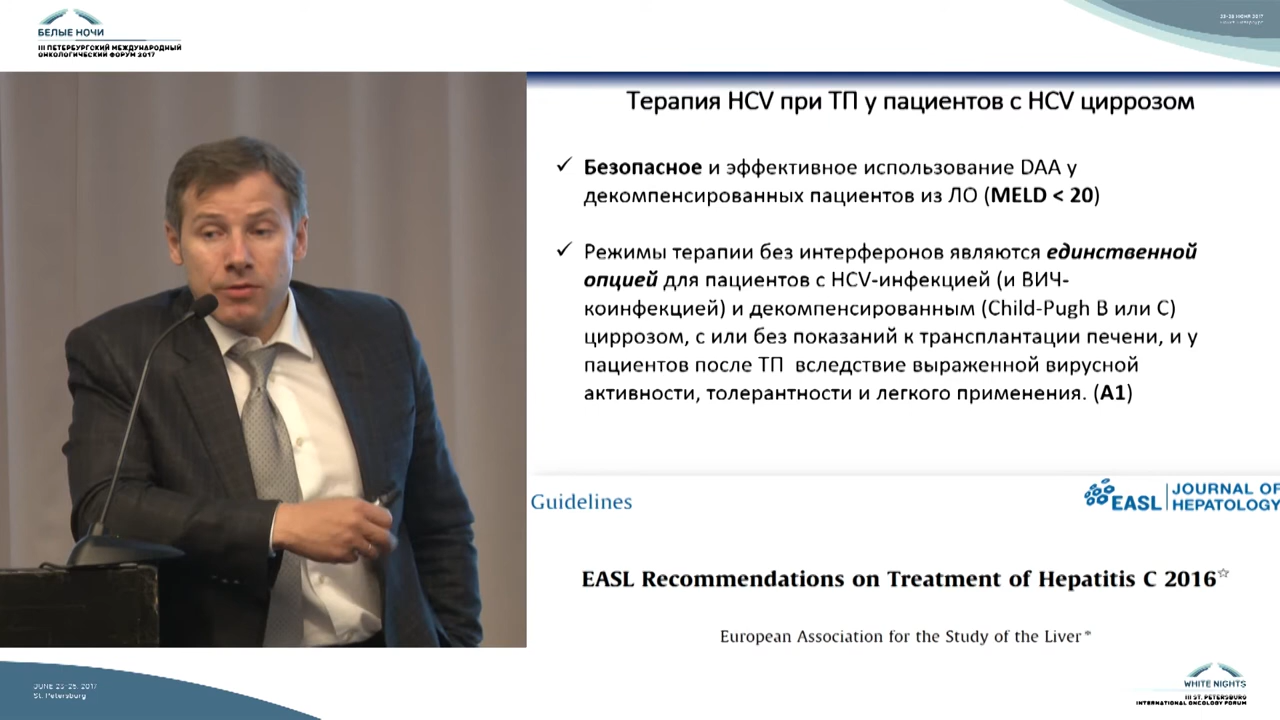 БЕЛЫЕ НОЧИ
III ПЕТЕРБУРГСКИЙ МЕЖДУНАРОДНЫЙ
ОНКОЛОГИЧЕСКИЙ ФОРУМ 2017
Терапия HCV при ТП у пациентов с HCV циррозом
✓ Безопасное и эффективное использование DAA у
декомпенсированных пациентов из ЛО (MELD < 20)
✓ Режимы терапии без интерферонов являются единственной
опцией для пациентов с HCV-инфекцией (и ВИЧ-
коинфекцией) и декомпенсированным (Child-Pugh B или C)
циррозом, с или без показаний к трансплантации печени, и у
пациентов после ТП вследствие выраженной вирусной
активности, толерантности и легкого применения. (A1)
Guidelines
EASL
JOURNAL OF
HEPATOLOGY
EASL Recommendations on Treatment of Hepatitis C 2016☆
European Association for the Study of the Liver*
JUNE 23-25, 2017
St. Petersburg
WHITE NIGHTS
III ST. PETERSBURG
INTERNATIONAL ONCOLOGY FORUM